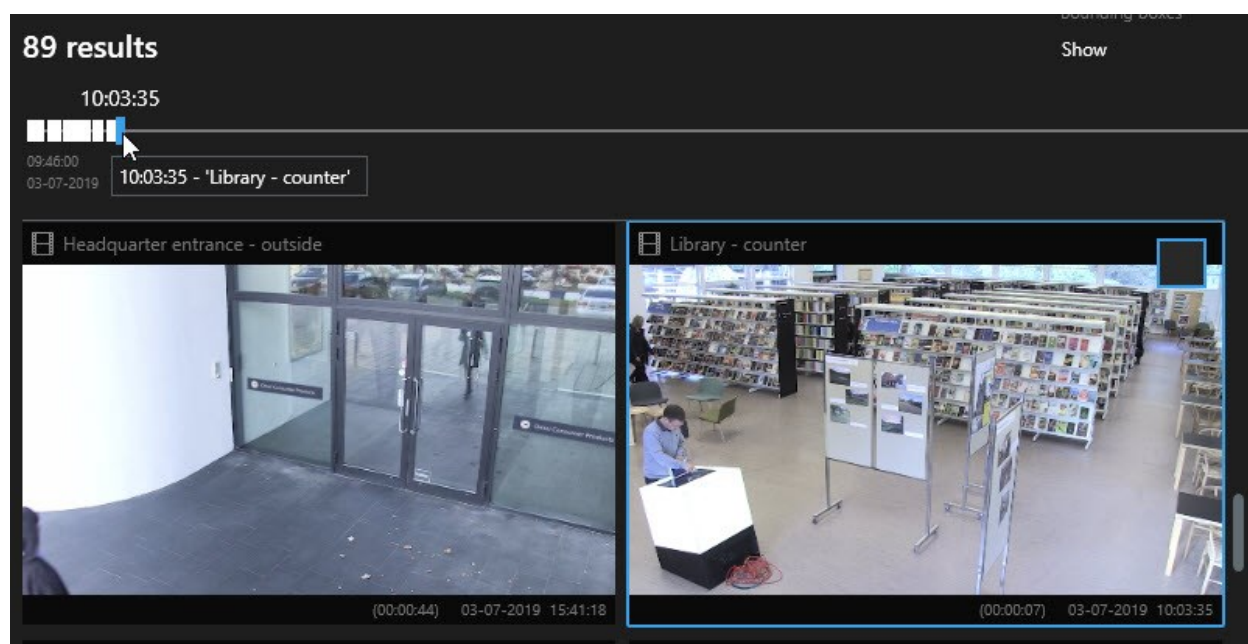 bounding boxes
89 results
Show
10:03:35
09:46:00
03-07-2019
10:03:35 - 'Library - counter'
Headquarter entrance - outside
Library - counter
(00:00:44) 03-07-2019 15:41:18
(00:00:07) 03-07-2019 10:03:35